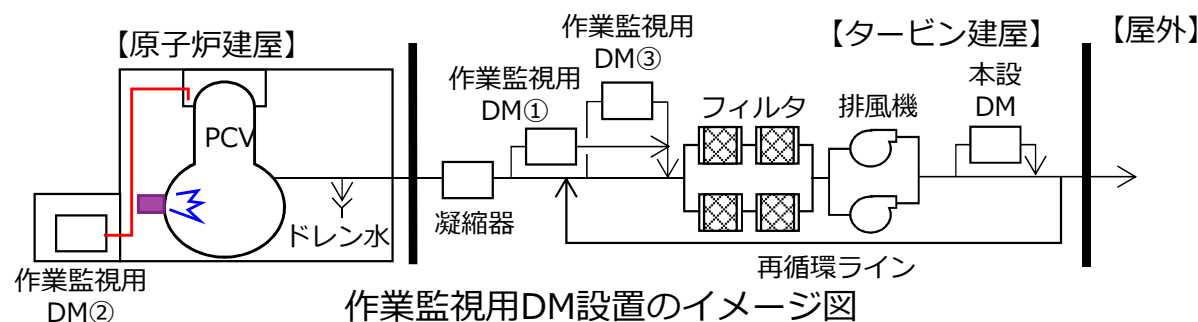 【原子炉建屋】
作業監視用
DM③
【タービン建屋】
【屋外】
作業監視用
DM①
フィルタ
排風機
本設
DM
PCV
凝縮器
ドレン水
再循環ライン
作業監視用
DM②
作業監視用DM設置のイメージ図